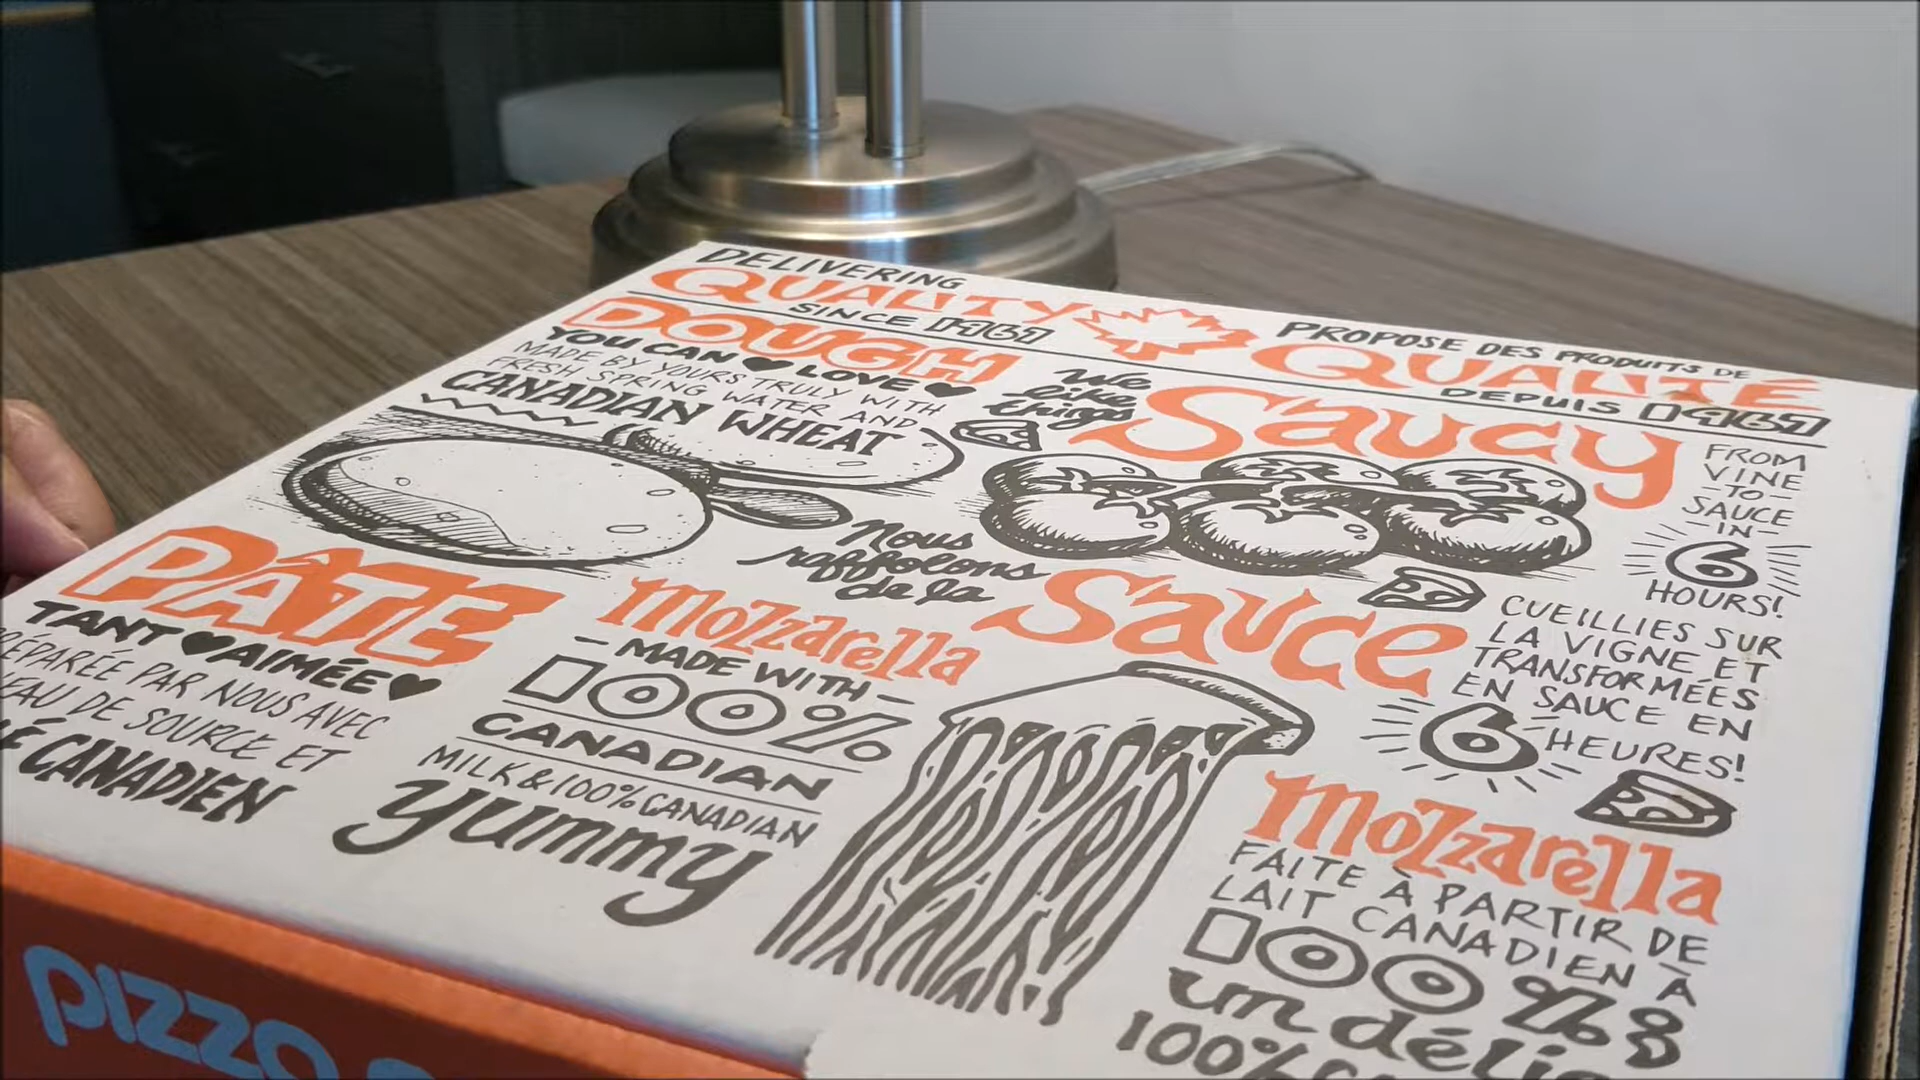 DELIVERING
QUALITY
SINCE 1967
PROPOSE DES PRODUITS DE
QUALITÉ
DEPUIS 1967
DOUGH
YOU CAN LOVE
MADE BY YOURS TRULY WITH
FRESH SPRING WATER AND
CANADIAN WHEAT
We
like
things
Saucy
FROM
VINE
-TO-
SAUCE
-IN-
6
HOURS!
PÂTE
TANT AIMÉE
PRÉPARÉE PAR NOUS AVEC
EAU DE SOURCE ET
CANADIEN
Nous
raffolons
de la
Sauce
CUEILLIES SUR
LA VIGNE ET
TRANSFORMÉES
EN SAUCE EN
6 HEURES!
Mozzarella
- MADE WITH -
100%
CANADIAN
MILK & 100% CANADIAN
yummy
Mozzarella
FAITE À PARTIR DE
LAIT CANADIEN À
100% &
un
100%
pizza